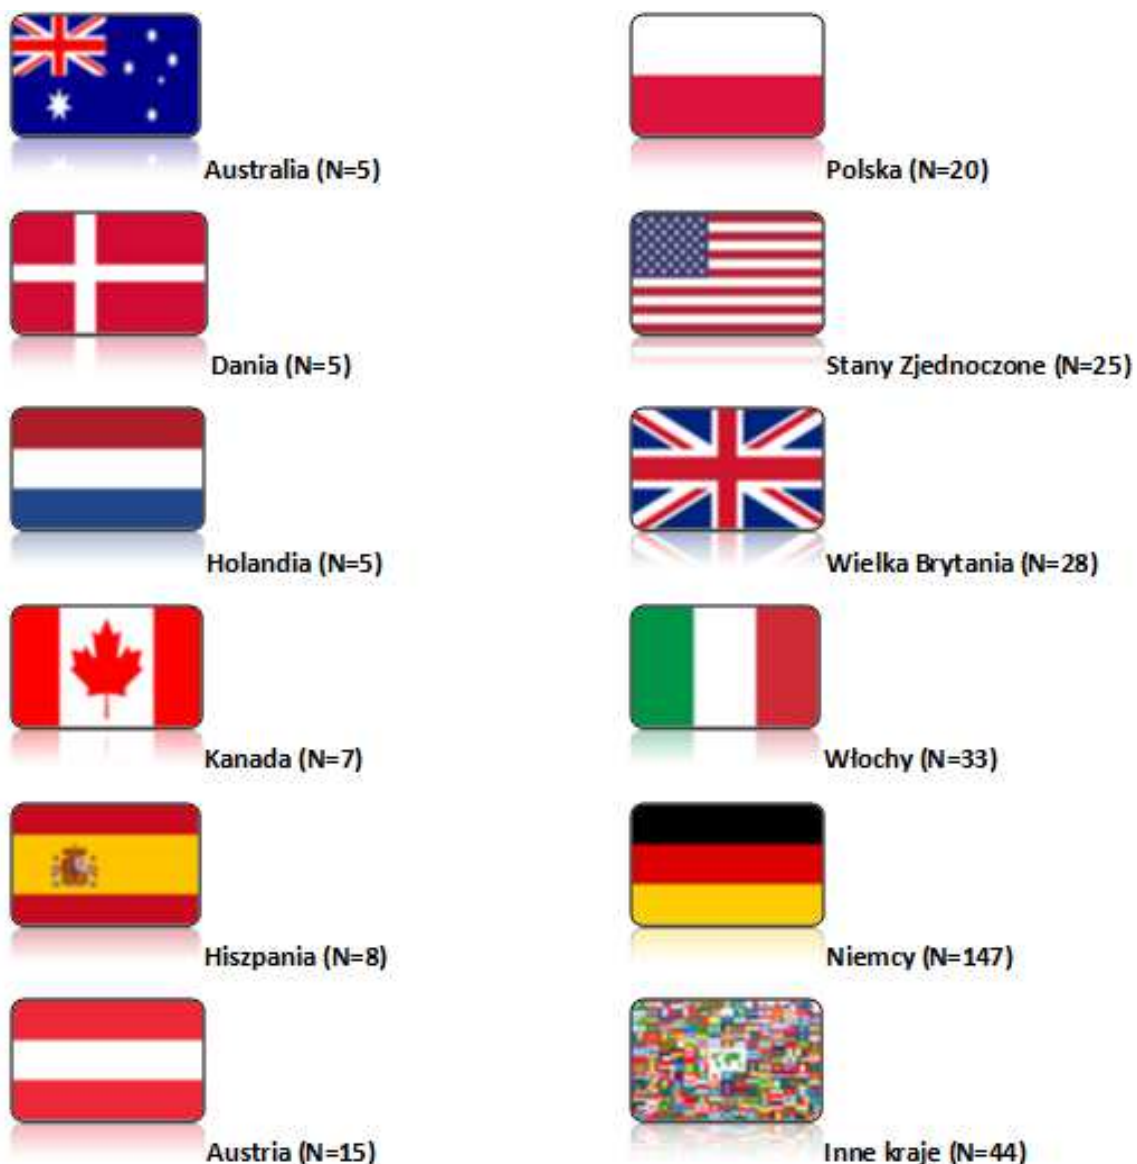 Australia (N=5)
Polska (N=20)
Dania (N=5)
Stany Zjednoczone (N=25)
Holandia (N=5)
Wielka Brytania (N=28)
Kanada (N=7)
Włochy (N=33)
Hiszpania (N=8)
Niemcy (N=147)
Austria (N=15)
Inne kraje (N=44)